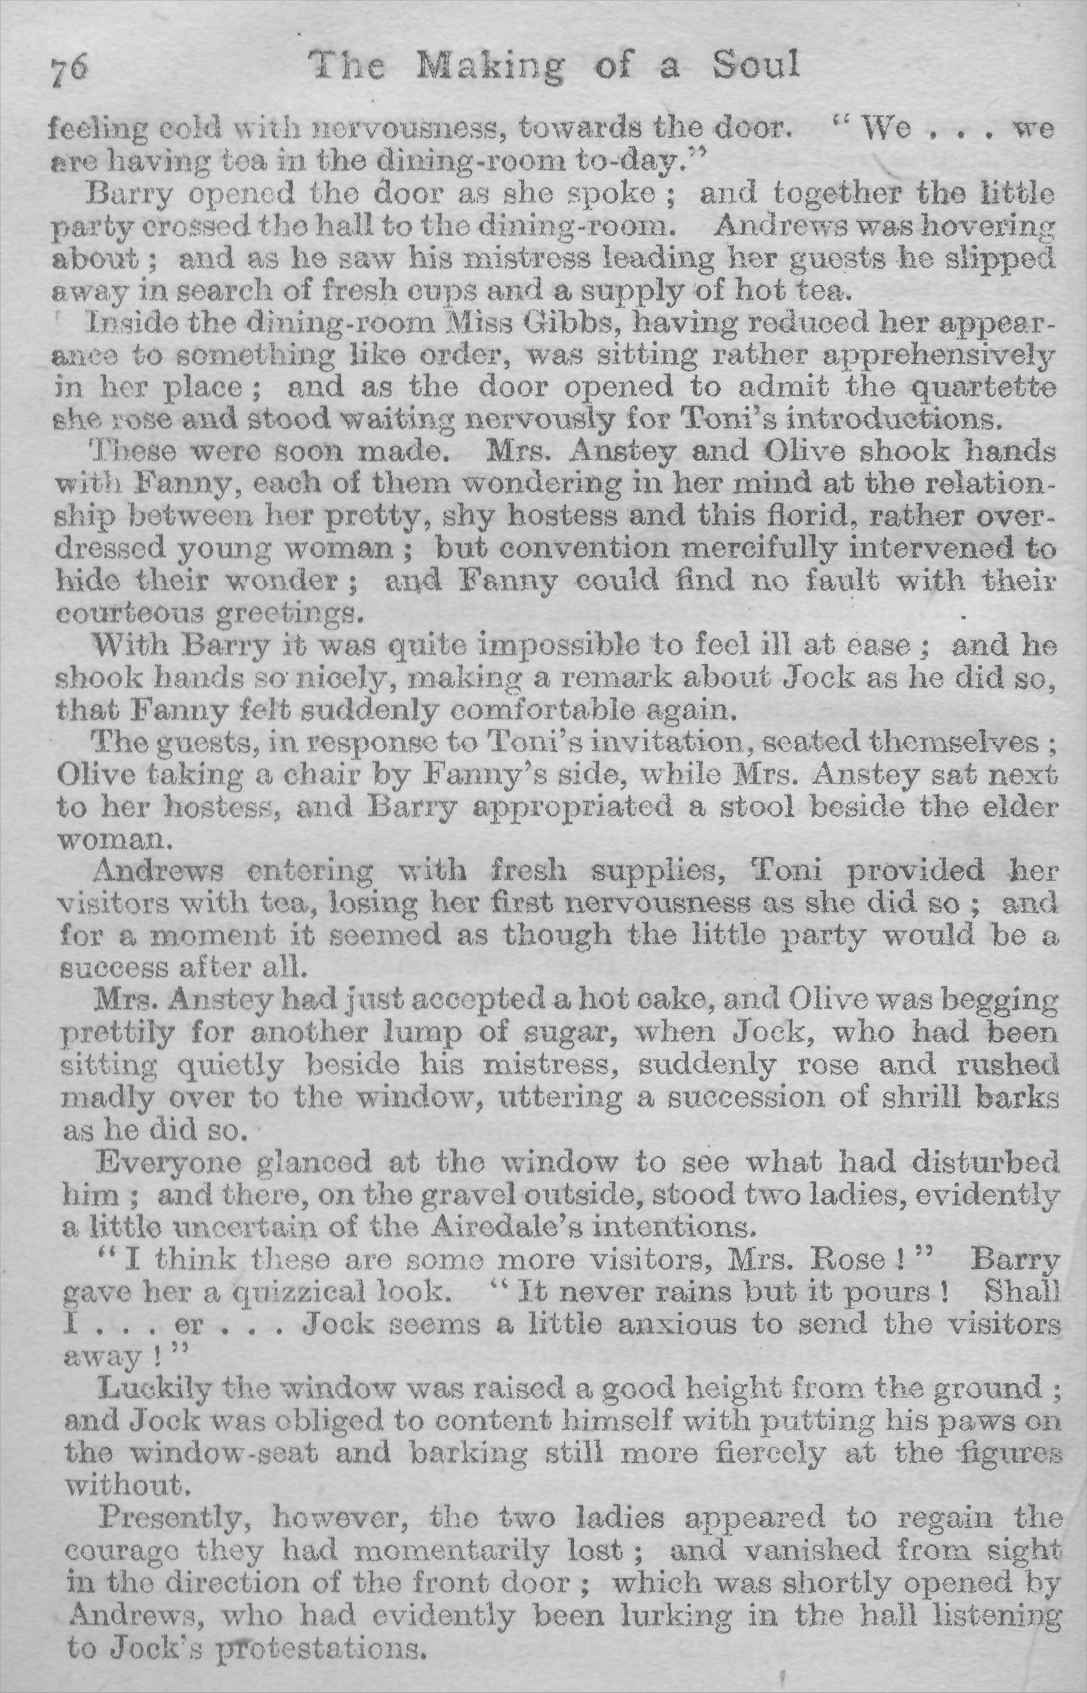 76 The Making of a Soul
feeling cold with nervousness, towards the door. “ We . . . we
are having tea in the dining-room to-day.”
Barry opened the door as she spoke ; and together the little
party crossed the hall to the dining-room. Andrews was hovering
about ; and as he saw his mistress leading her guests he slipped
away in search of fresh cups and a supply of hot tea.
Inside the dining-room Miss Gibbs, having reduced her appear-
ance to something like order, was sitting rather apprehensively
in her place ; and as the door opened to admit the quartette
she rose and stood waiting nervously for Toni’s introductions.
These were soon made. Mrs. Anstey and Olive shook hands
with Fanny, each of them wondering in her mind at the relation-
ship between her pretty, shy hostess and this florid, rather over-
dressed young woman ; but convention mercifully intervened to
hide their wonder ; and Fanny could find no fault with their
courteous greetings.
With Barry it was quite impossible to feel ill at ease ; and he
shook hands so nicely, making a remark about Jock as he did so,
that Fanny felt suddenly comfortable again.
The guests, in response to Toni’s invitation, seated themselves ;
Olive taking a chair by Fanny’s side, while Mrs. Anstey sat next
to her hostess, and Barry appropriated a stool beside the elder
woman.
Andrews entering with fresh supplies, Toni provided her
visitors with tea, losing her first nervousness as she did so ; and
for a moment it seemed as though the little party would be a
success after all.
Mrs. Anstey had just accepted a hot cake, and Olive was begging
prettily for another lump of sugar, when Jock, who had been
sitting quietly beside his mistress, suddenly rose and rushed
madly over to the window, uttering a succession of shrill barks
as he did so.
Everyone glanced at the window to see what had disturbed
him ; and there, on the gravel outside, stood two ladies, evidently
a little uncertain of the Airedale’s intentions.
“ I think these are some more visitors, Mrs. Rose ! ” Barry
gave her a quizzical look. “ It never rains but it pours ! Shall
I . . . er . . . Jock seems a little anxious to send the visitors
away ! ”
Luckily the window was raised a good height from the ground ;
and Jock was obliged to content himself with putting his paws on
the window-seat and barking still more fiercely at the figures
without.
Presently, however, the two ladies appeared to regain the
courage they had momentarily lost ; and vanished from sight
in the direction of the front door ; which was shortly opened by
Andrews, who had evidently been lurking in the hall listening
to Jock’s protestations.